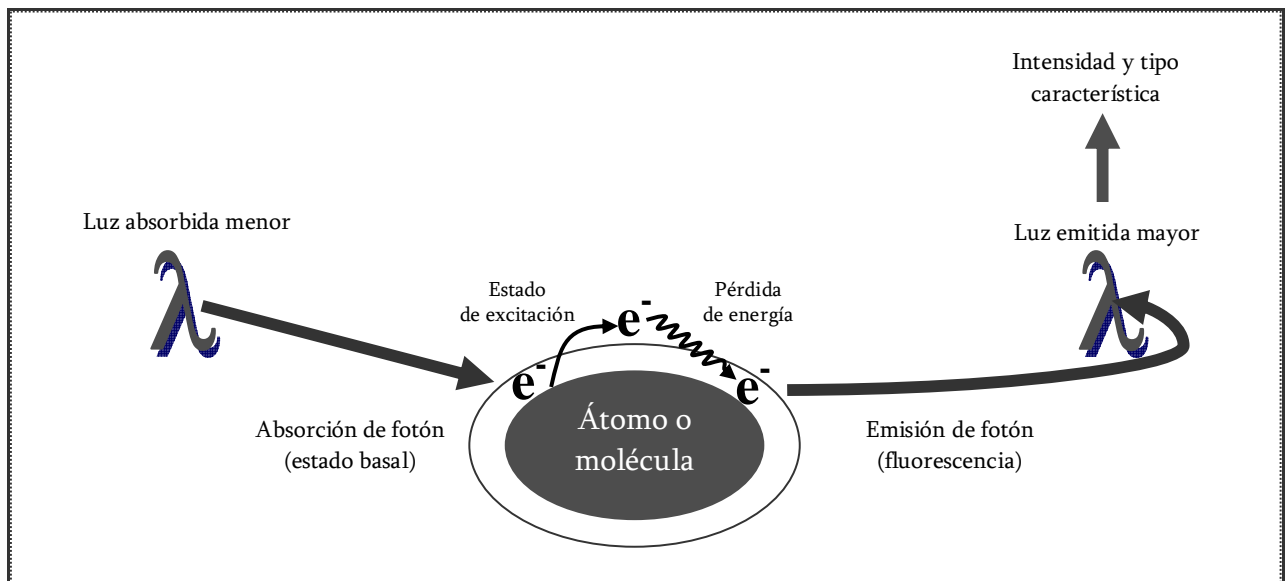 Intensidad y tipo
característica
Luz absorbida menor
Luz emitida mayor
λ
λ
Estado
de excitación
e-
Pérdida
de energía
e-
e-
Absorción de fotón
(estado basal)
Átomo o
molécula
Emisión de fotón
(fluorescencia)